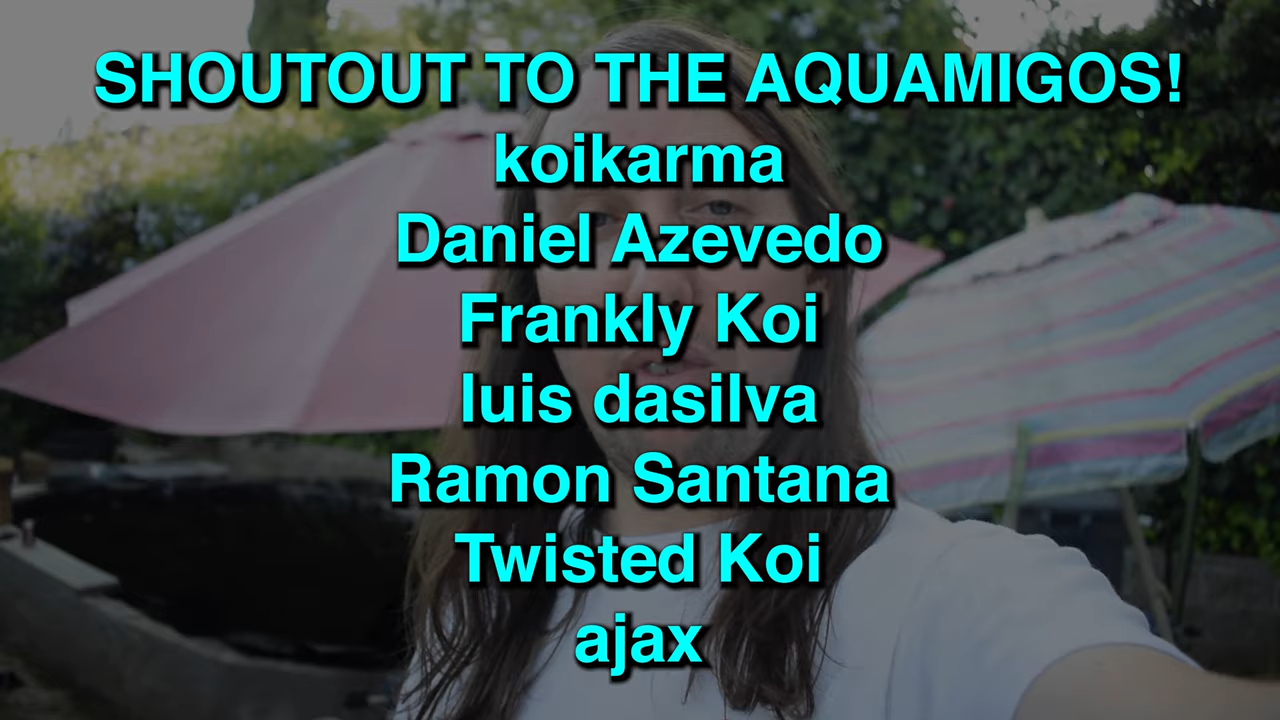 SHOUTOUT TO THE AQUAMIGOS!
koikarma
Daniel Azevedo
Frankly Koi
luis dasilva
Ramon Santana
Twisted Koi
ajax